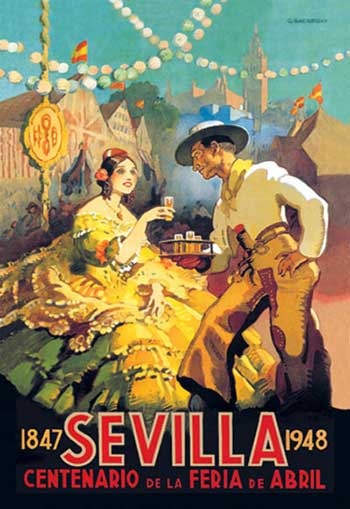 1847 SEVILLA 1948
CENTENARIO DE LA FERIA DE ABRIL